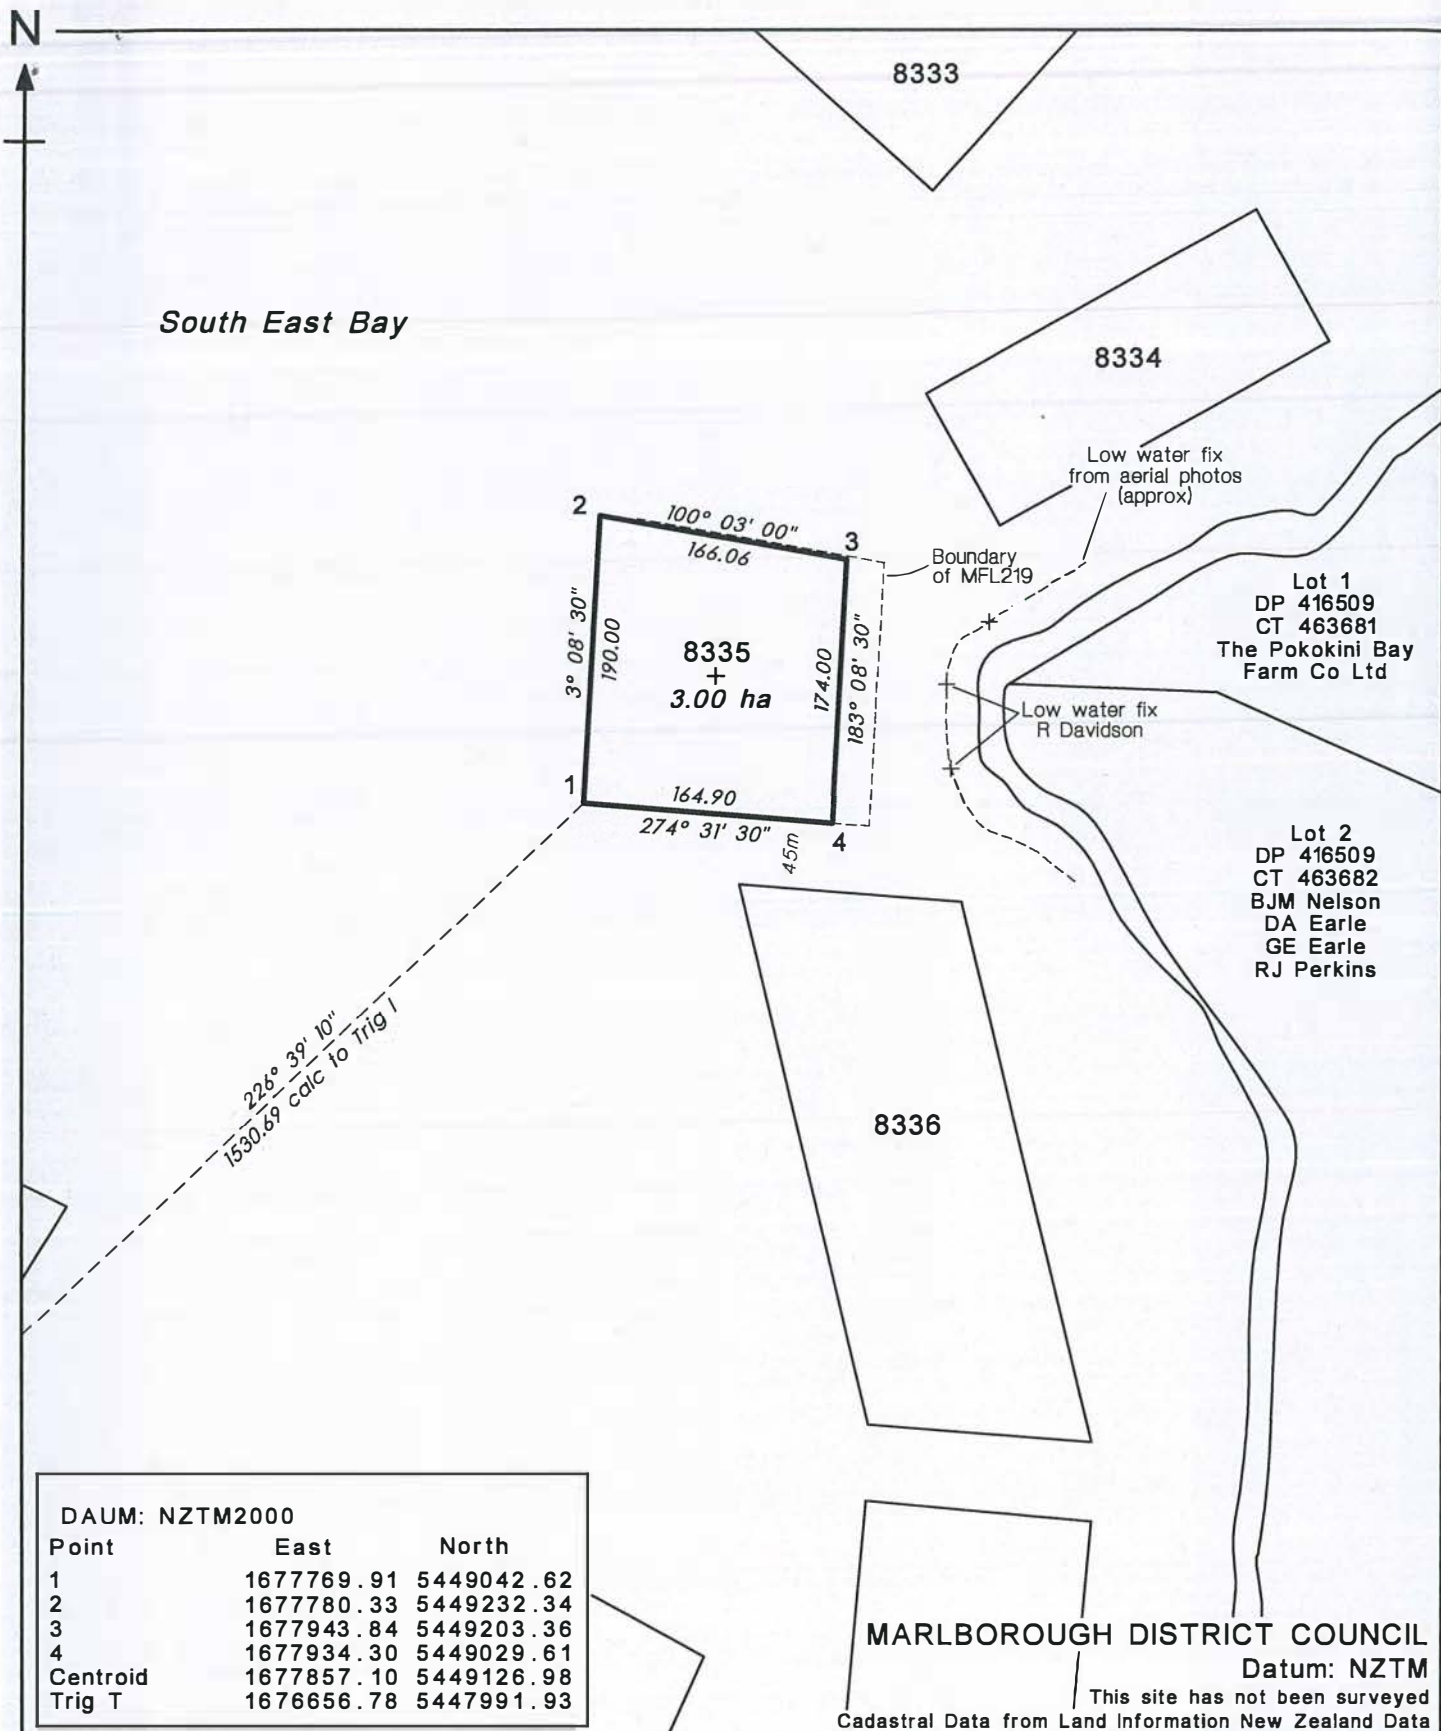 N
8333
South East Bay
8334
Low water fix
from aerial photos
(approx)
2
100° 03' 00"
166.06
3
Boundary
of MFL219
3° 08' 30"
190.00
8335
+
3.00 ha
174.00
183° 08' 30"
Lot 1
DP 416509
CT 463681
The Pokokini Bay
Farm Co Ltd
Low water fix
R Davidson
1
164.90
274° 31' 30"
4
45m
Lot 2
DP 416509
CT 463682
BJM Nelson
DA Earle
GE Earle
RJ Perkins
226° 39' 10"
1530.69 calc to Trig I
8336
DAUM: NZTM2000
Point East North
1 1677769.91 5449042.62
2 1677780.33 5449232.34
3 1677943.84 5449203.36
4 1677934.30 5449029.61
Centroid 1677857.10 5449126.98
Trig T 1676656.78 5447991.93
MARLBOROUGH DISTRICT COUNCIL
Datum: NZTM
This site has not been surveyed
Cadastral Data from Land Information New Zealand Data